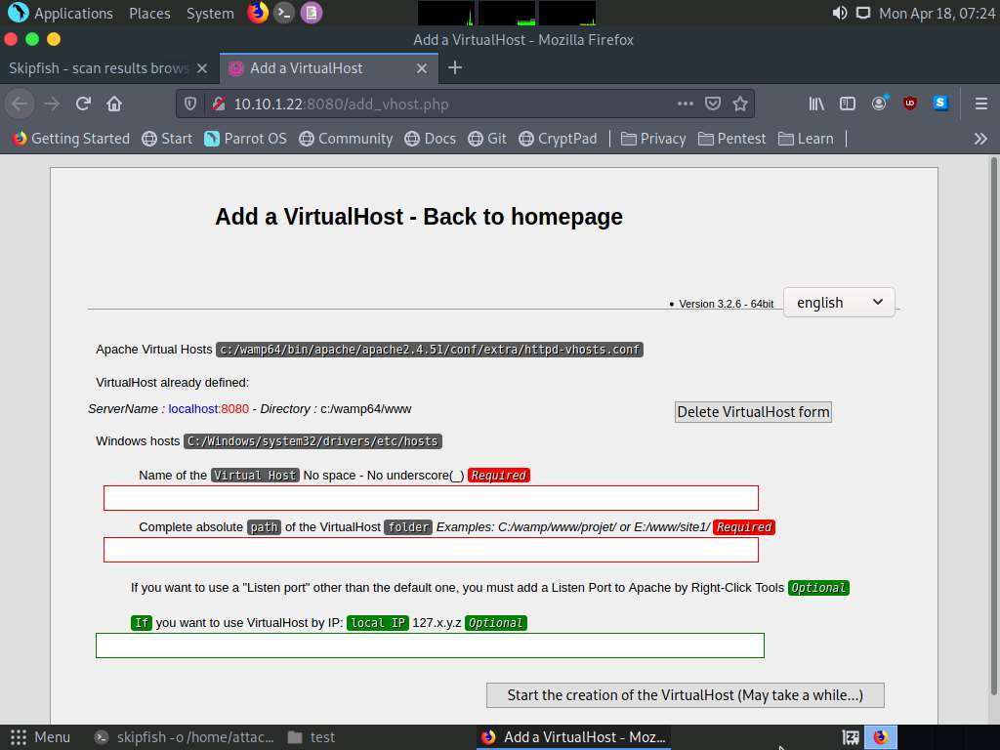 Applications Places System Mon Apr 18, 07:24
Add a VirtualHost - Mozilla Firefox
Skipfish - scan results brows Add a VirtualHost
10.10.1.22:8080/add_vhost.php
Getting Started Start Parrot OS Community Docs Git CryptPad Privacy Pentest Learn
Add a VirtualHost - Back to homepage
• Version 3.2.6 - 64bit english
Apache Virtual Hosts c:/wamp64/bin/apache/apache2.4.51/conf/extra/httpd-vhosts.conf
VirtualHost already defined:
ServerName : localhost:8080 - Directory : c:/wamp64/www
Delete VirtualHost form
Windows hosts C:/Windows/system32/drivers/etc/hosts
Name of the Virtual Host No space - No underscore(_) Required
Complete absolute path of the VirtualHost folder Examples: C:/wamp/www/projet/ or E:/www/site1/ Required
If you want to use a "Listen port" other than the default one, you must add a Listen Port to Apache by Right-Click Tools Optional
If you want to use VirtualHost by IP: local IP 127.x.y.z Optional
Start the creation of the VirtualHost (May take a while...)
Menu skipfish -o /home/attac... test Add a VirtualHost - Moz...